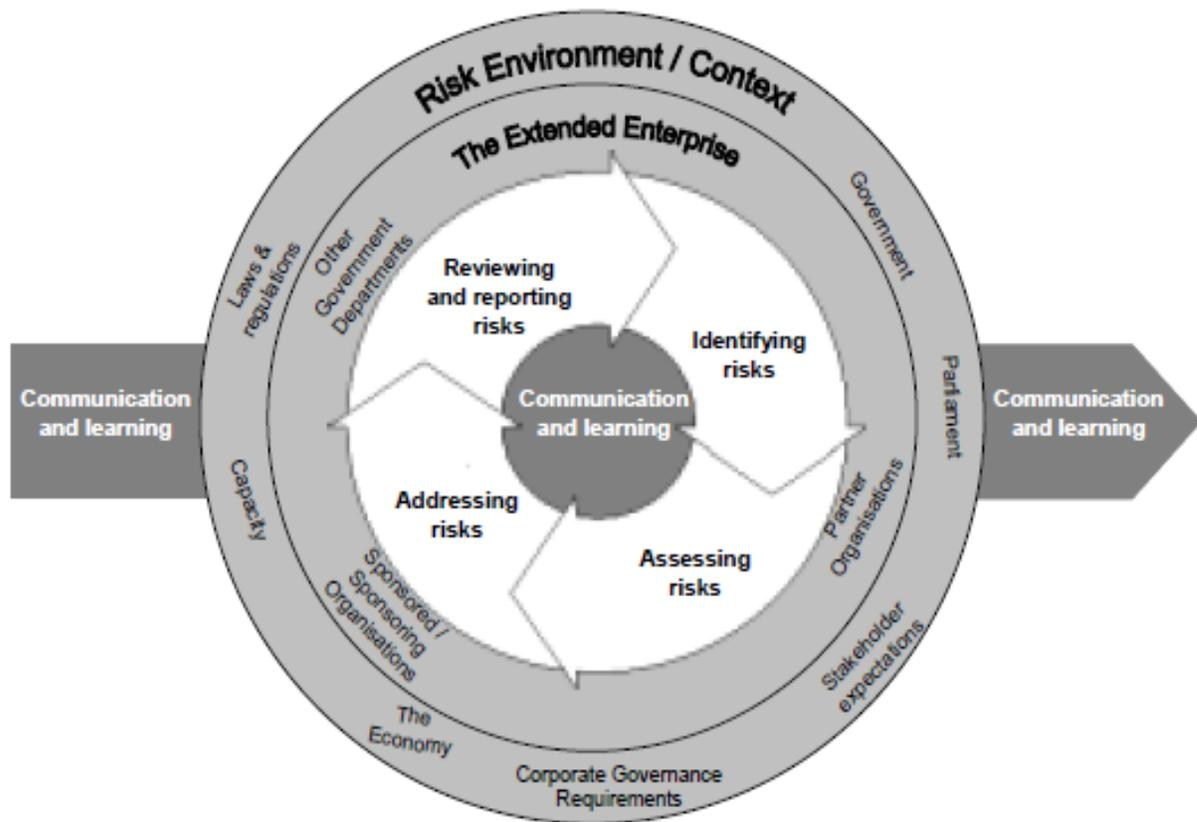 Risk Environment / Context
The Extended Enterprise
Laws &
regulations
Other
Government
Departments
Government
Reviewing
and reporting
risks
Identifying
risks
Communication
and learning
Communication
and learning
Parliament
Communication
and learning
Capacity
Addressing
risks
Assessing
risks
Partner
Organisations
Sponsored /
Sponsoring
Organisations
Stakeholder
expectations
The
Economy
Corporate Governance
Requirements